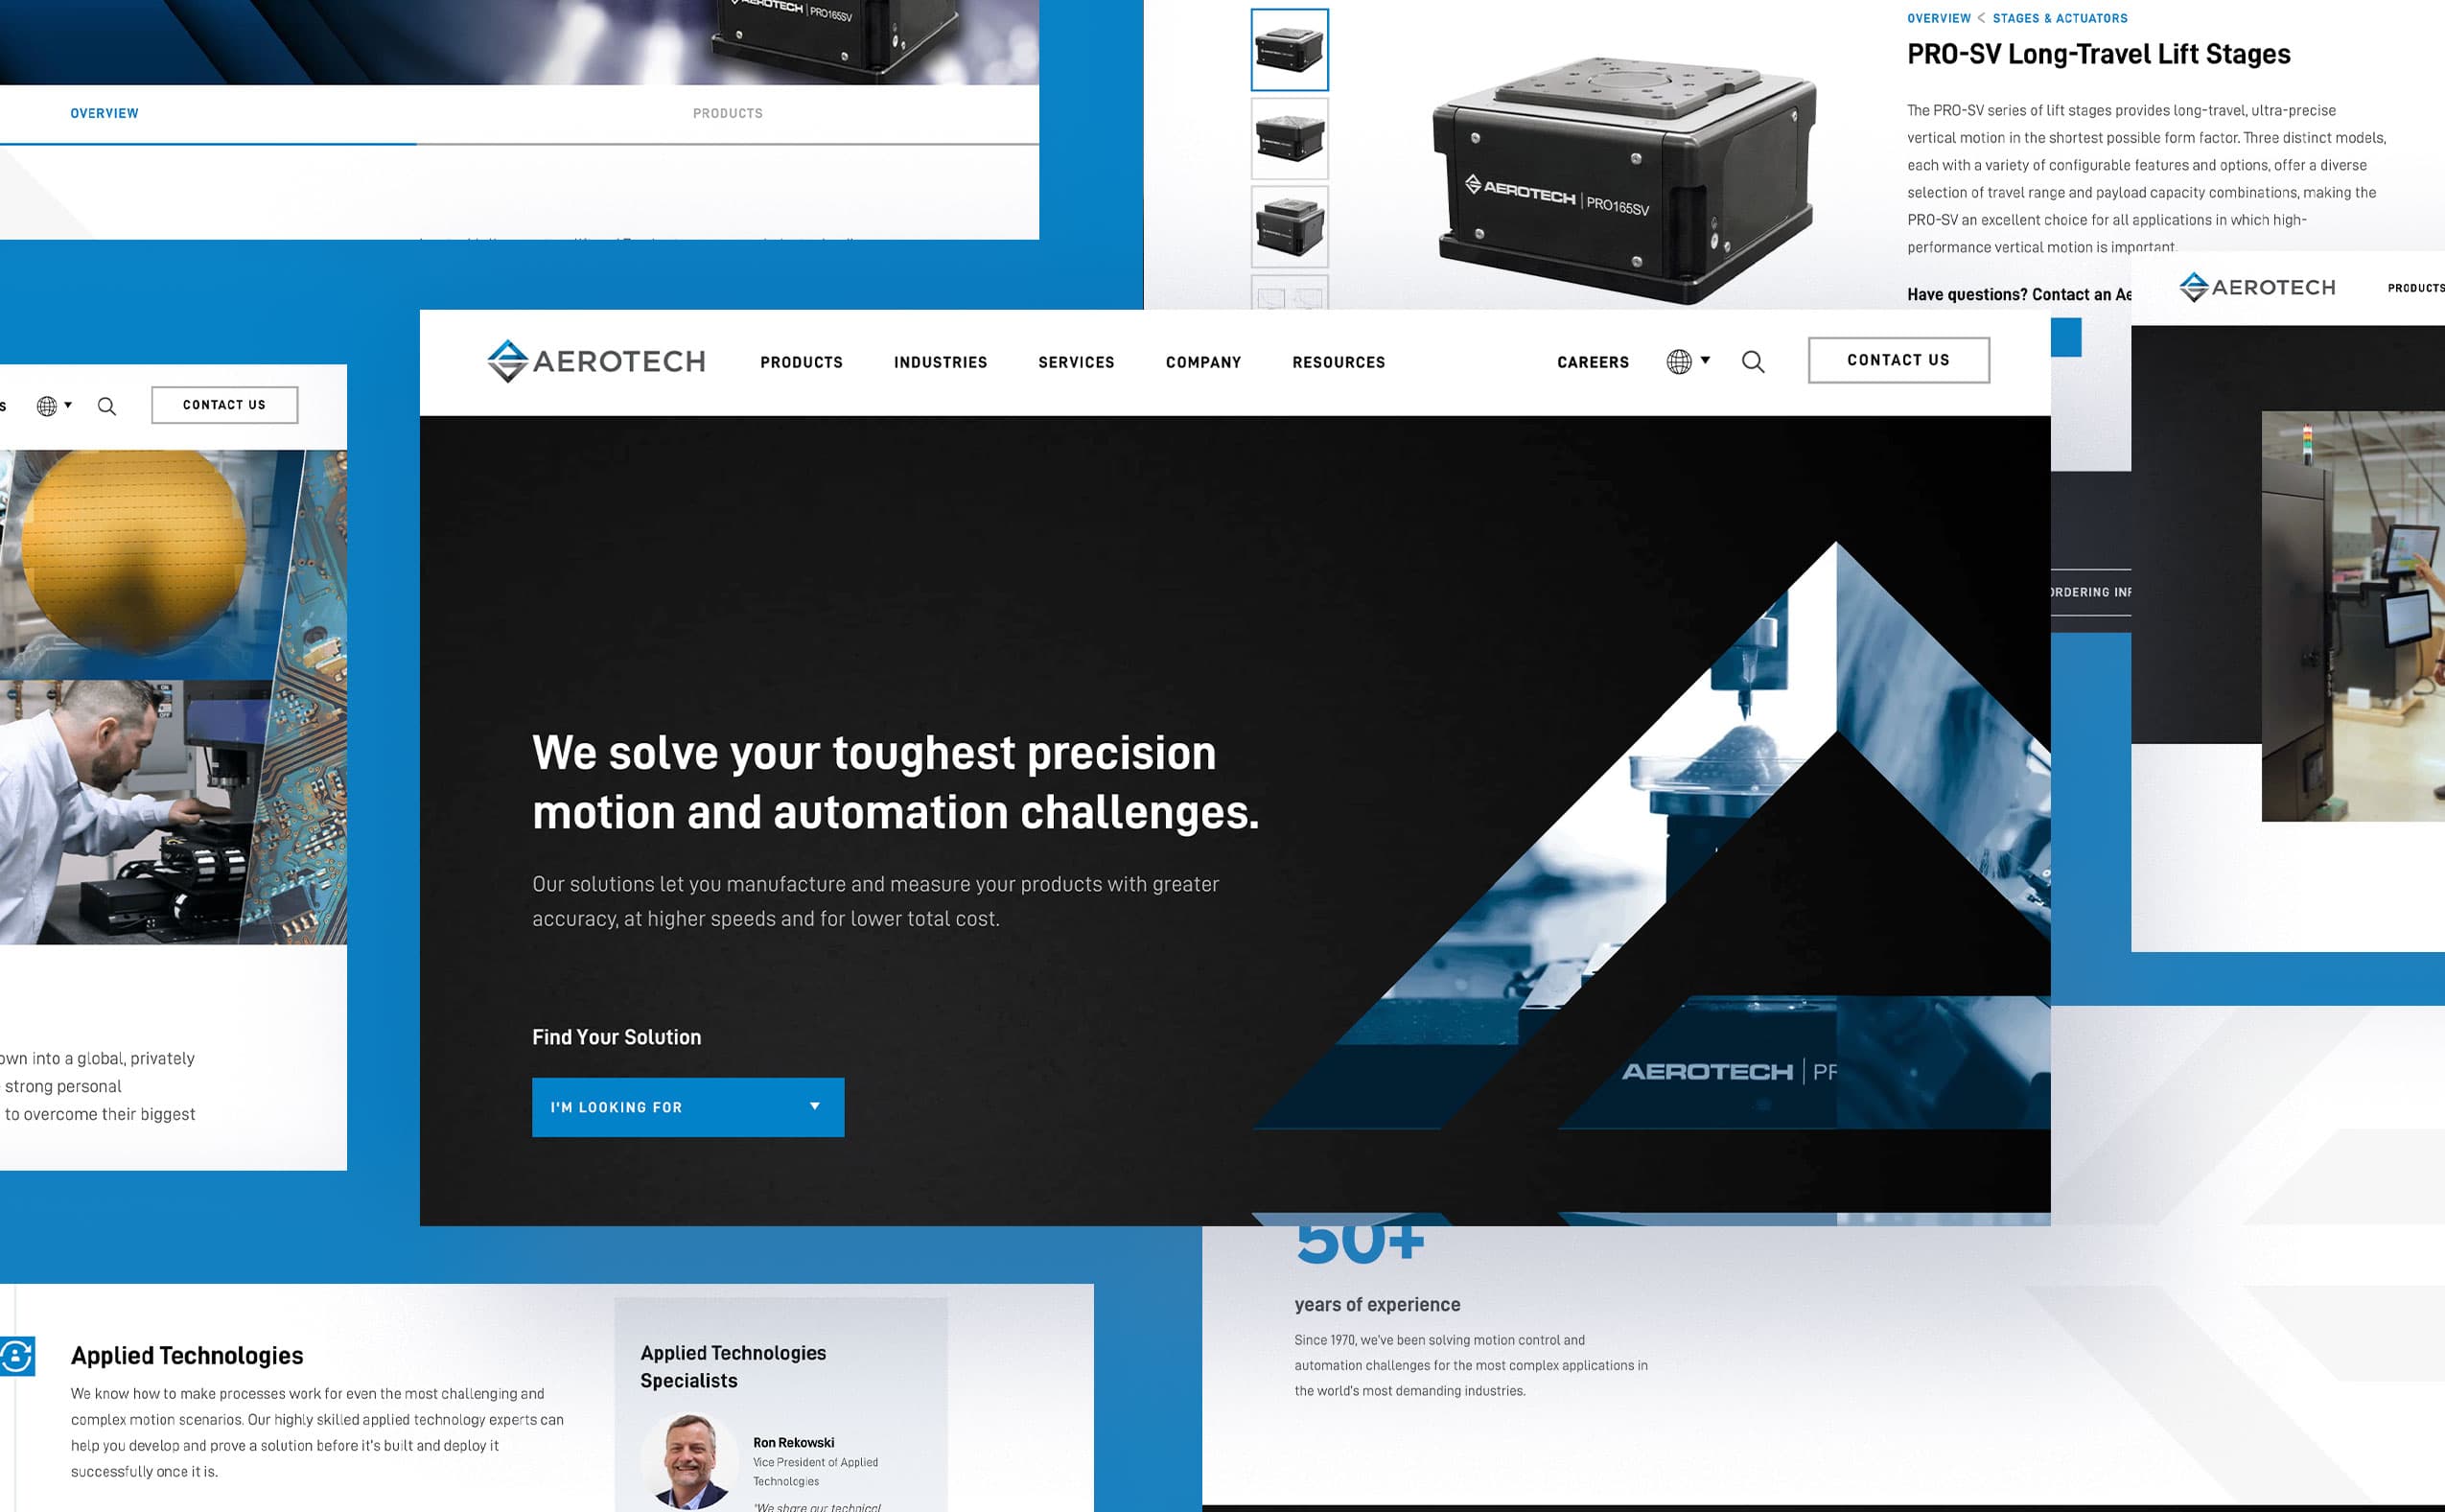 AEROTECH | PRO165SV
OVERVIEW
PRODUCTS
OVERVIEW < STAGES & ACTUATORS
PRO-SV Long-Travel Lift Stages
The PRO-SV series of lift stages provides long-travel, ultra-precise
vertical motion in the shortest possible form factor. Three distinct models,
each with a variety of configurable features and options, offer a diverse
selection of travel range and payload capacity combinations, making the
PRO-SV an excellent choice for all applications in which high-
performance vertical motion is important.
Have questions? Contact an Ae
AEROTECH | PRO165SV
AEROTECH
PRODUCTS
ORDERING INF
S
CONTACT US
own into a global, privately
strong personal
to overcome their biggest
AEROTECH
PRODUCTS
INDUSTRIES
SERVICES
COMPANY
RESOURCES
CAREERS
CONTACT US
We solve your toughest precision
motion and automation challenges.
Our solutions let you manufacture and measure your products with greater
accuracy, at higher speeds and for lower total cost.
Find Your Solution
I'M LOOKING FOR
AEROTECH | PR
50+
years of experience
Since 1970, we've been solving motion control and
automation challenges for the most complex applications in
the world's most demanding industries.
Applied Technologies
We know how to make processes work for even the most challenging and
complex motion scenarios. Our highly skilled applied technology experts can
help you develop and prove a solution before it's built and deploy it
successfully once it is.
Applied Technologies
Specialists
Ron Rekowski
Vice President of Applied
Technologies
"We share our technical